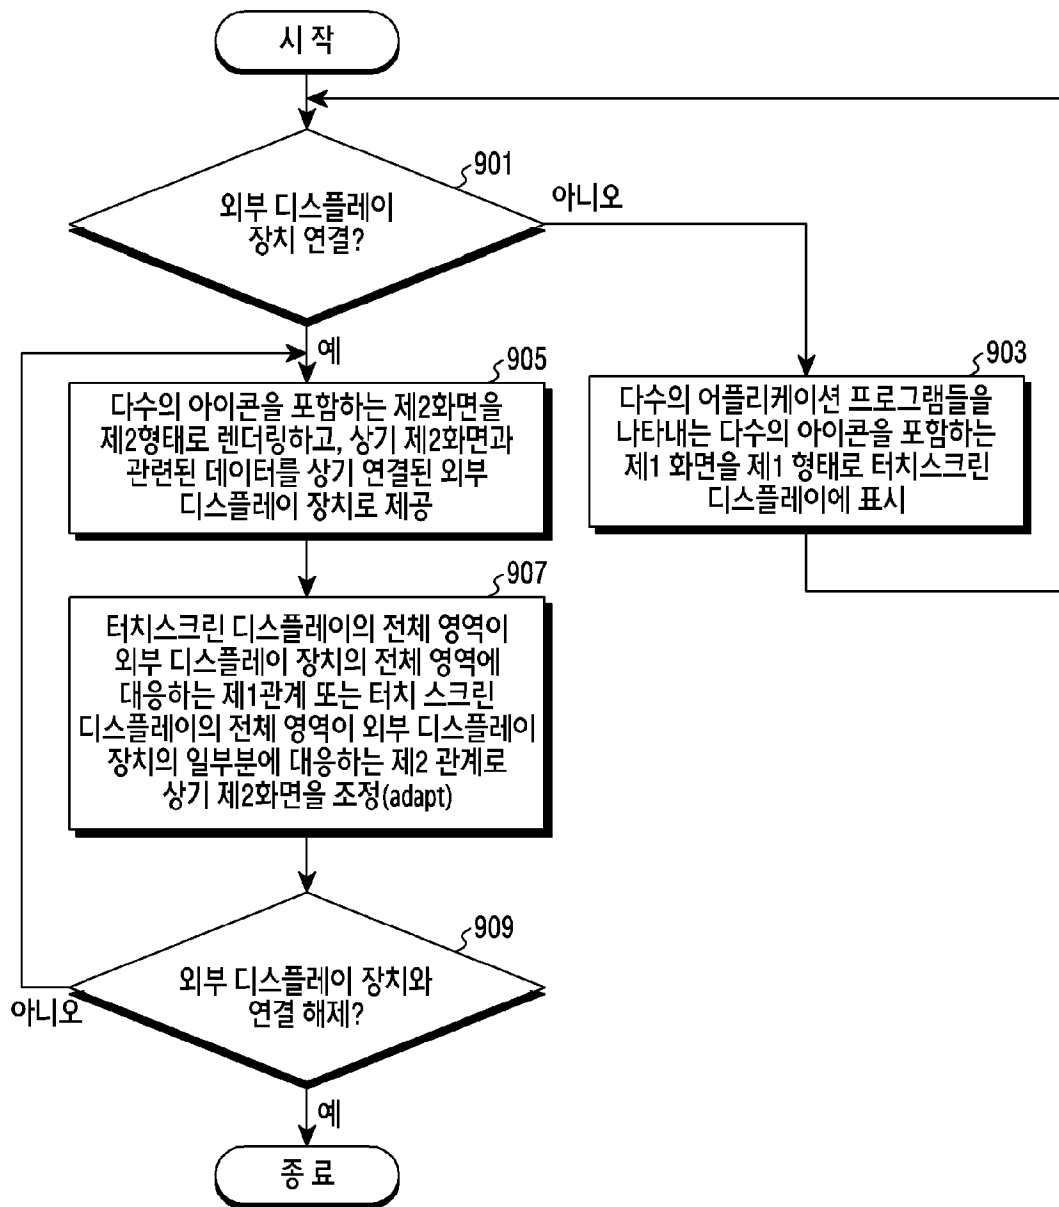 시 작
901
외부 디스플레이
장치 연결?
아니오
예
905
다수의 아이콘을 포함하는 제2화면을
제2형태로 렌더링하고, 상기 제2화면과
관련된 데이터를 상기 연결된 외부
디스플레이 장치로 제공
903
다수의 어플리케이션 프로그램들을
나타내는 다수의 아이콘을 포함하는
제1 화면을 제1 형태로 터치스크린
디스플레이에 표시
907
터치스크린 디스플레이의 전체 영역이
외부 디스플레이 장치의 전체 영역에
대응하는 제1관계 또는 터치 스크린
디스플레이의 전체 영역이 외부 디스플레이
장치의 일부분에 대응하는 제2 관계로
상기 제2화면을 조정(adapt)
909
외부 디스플레이 장치와
연결 해제?
아니오
예
종 료